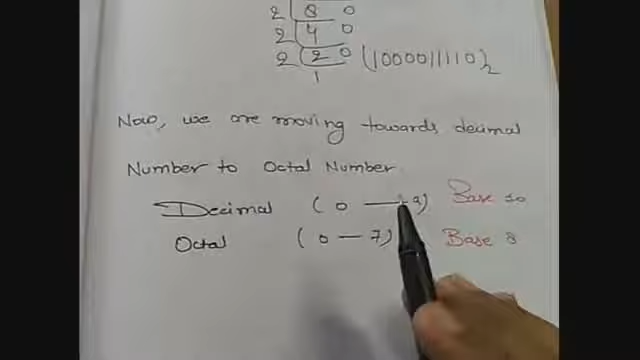 2 8 0
2 4 0
2 2 0 (1000011110)2
1
Now, we are moving towards decimal
Number to Octal Number.
Decimal ( 0 — 9) Base 10
Octal ( 0 — 7) Base 8